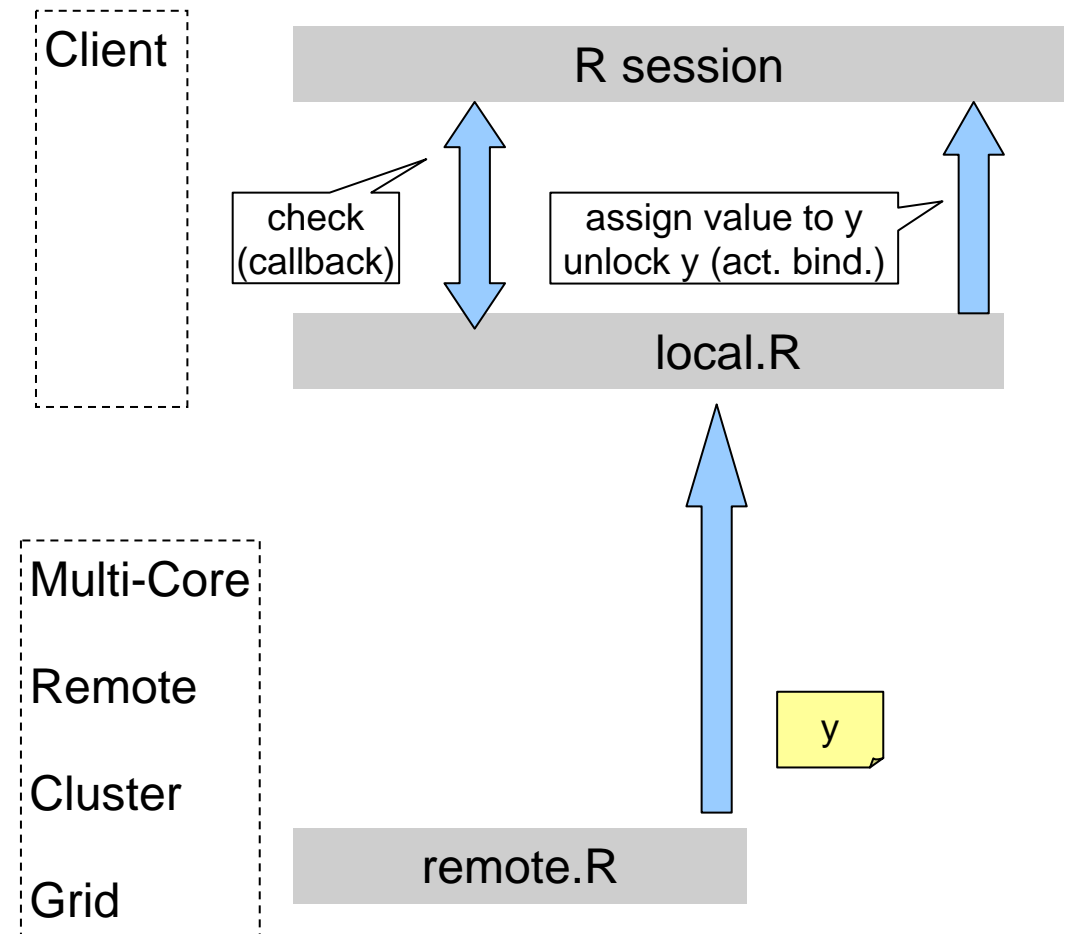 Client
R session
check
(callback)
assign value to y
unlock y (act. bind.)
local.R
Multi-Core
Remote
y
Cluster
remote.R
Grid